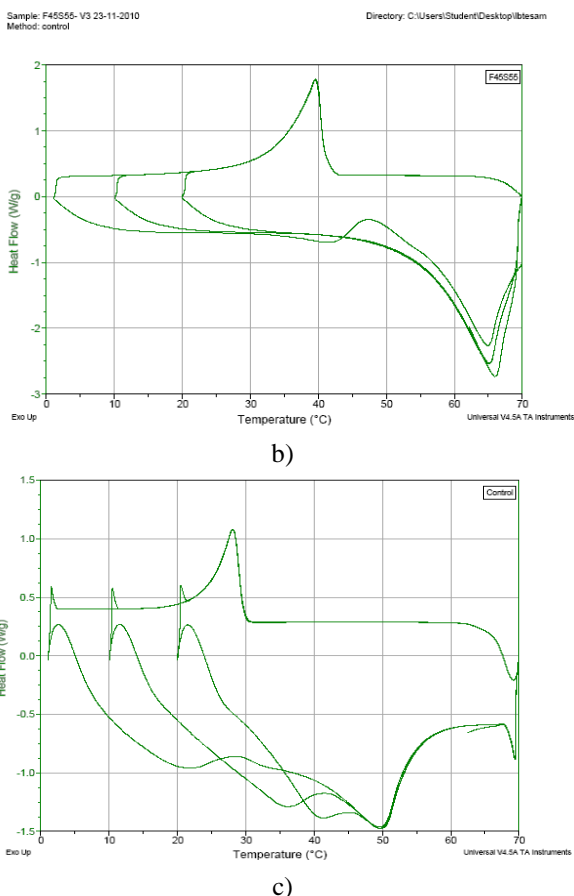 Sample: F45S55- V3 23-11-2010
Method: control
Directory: C:\Users\Student\Desktop\Ibtesam
F45S55
2
1
0
-1
-2
-3
Heat Flow (W/g)
0 10 20 30 40 50 60 70
Exo Up
Temperature (°C)
Universal V4.5A TA Instruments
b)
Control
1.5
1.0
0.5
0.0
-0.5
-1.0
-1.5
Heat Flow (W/g)
0 10 20 30 40 50 60 70
Exo Up
Temperature (°C)
Universal V4.5A TA Instruments
c)